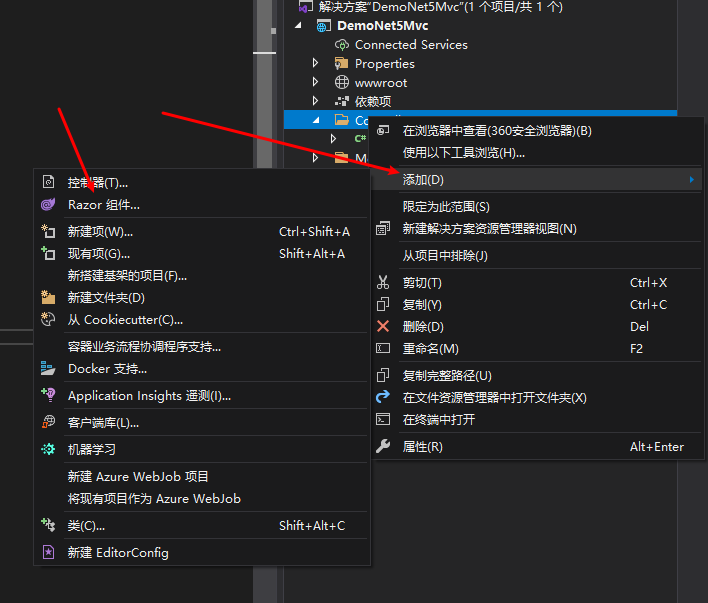 解决方案"DemoNet5Mvc"(1 个项目/共 1 个)
DemoNet5Mvc
Connected Services
Properties
wwwroot
依赖项
在浏览器中查看(360安全浏览器)(B)
使用以下工具浏览(H)...
添加(D)
限定为此范围(S)
新建解决方案资源管理器视图(N)
从项目中排除(J)
剪切(T) Ctrl+X
复制(Y) Ctrl+C
删除(D) Del
重命名(M) F2
复制完整路径(U)
在文件资源管理器中打开文件夹(X)
在终端中打开
属性(R) Alt+Enter
控制器(T)...
Razor 组件...
新建项(W)... Ctrl+Shift+A
现有项(G)... Shift+Alt+A
新搭建基架的项目(F)...
新建文件夹(D)
从 Cookiecutter(C)...
容器业务流程协调程序支持...
Docker 支持...
Application Insights 遥测(I)...
客户端库(L)...
机器学习
新建 Azure WebJob 项目
将现有项目作为 Azure WebJob
类(C)... Shift+Alt+C
新建 EditorConfig